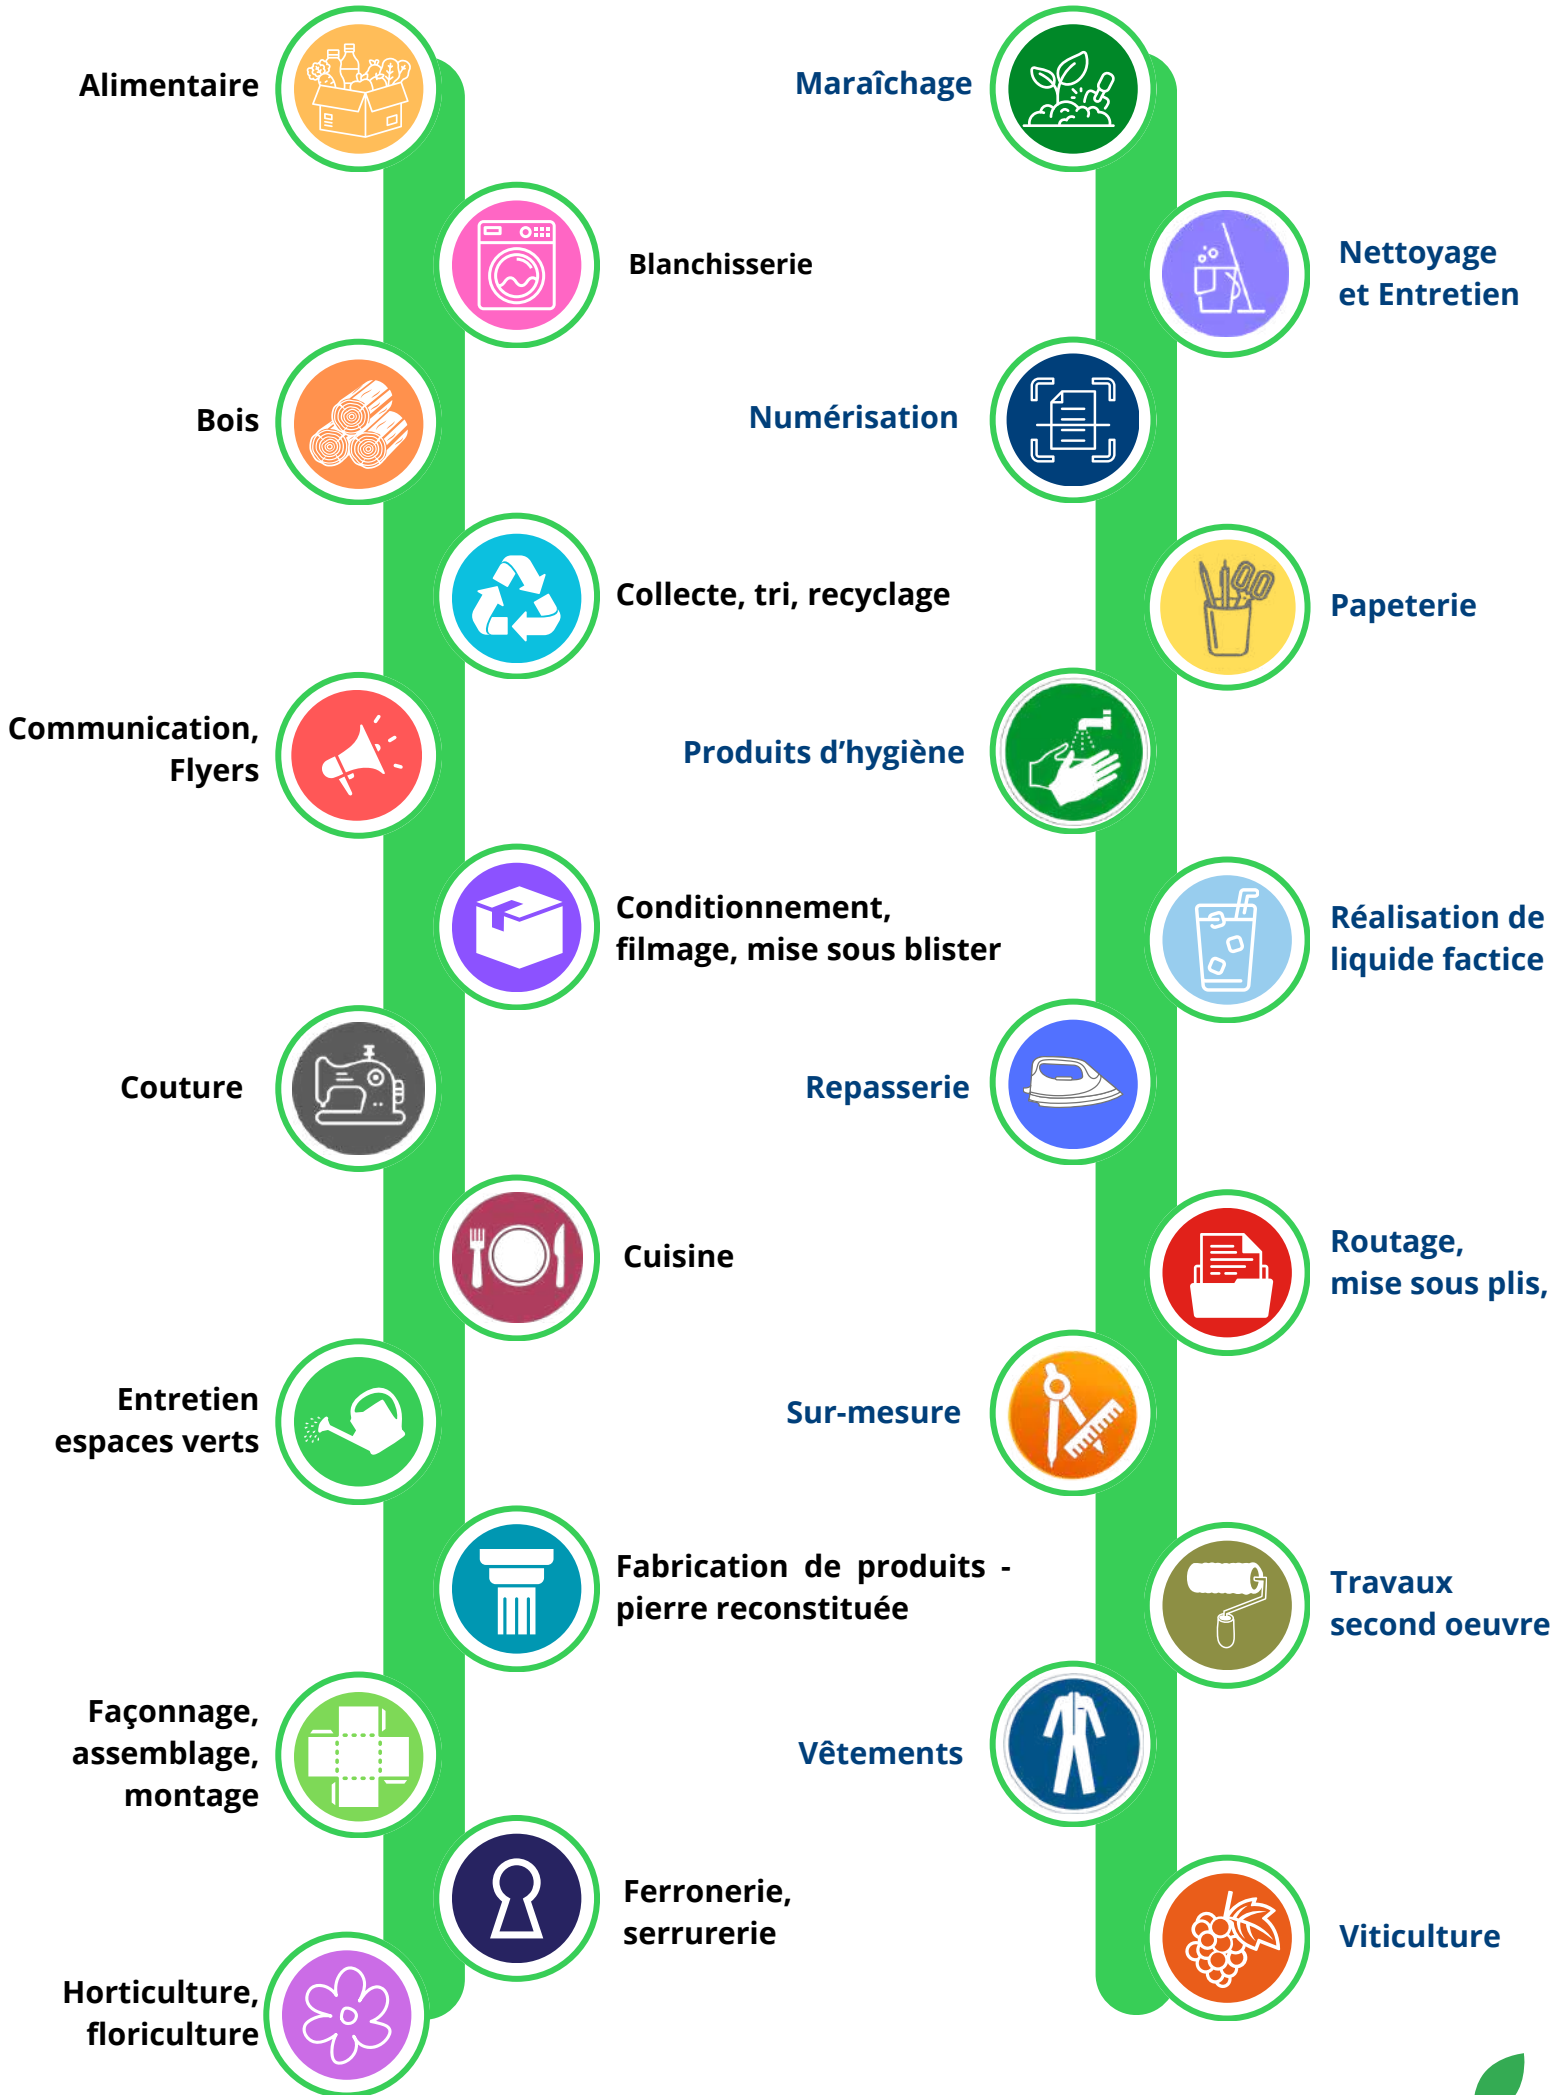 Alimentaire
Blanchisserie
Bois
Collecte, tri, recyclage
Communication,
Flyers
Conditionnement,
filmage, mise sous blister
Couture
Cuisine
Entretien
espaces verts
Fabrication de produits -
pierre reconstituée
Façonnage,
assemblage,
montage
Ferronerie,
serrurerie
Horticulture,
floriculture
Maraîchage
Nettoyage
et Entretien
Numérisation
Papeterie
Produits d’hygiène
Réalisation de
liquide factice
Repasserie
Routage,
mise sous plis,
Sur-mesure
Travaux
second oeuvre
Vêtements
Viticulture